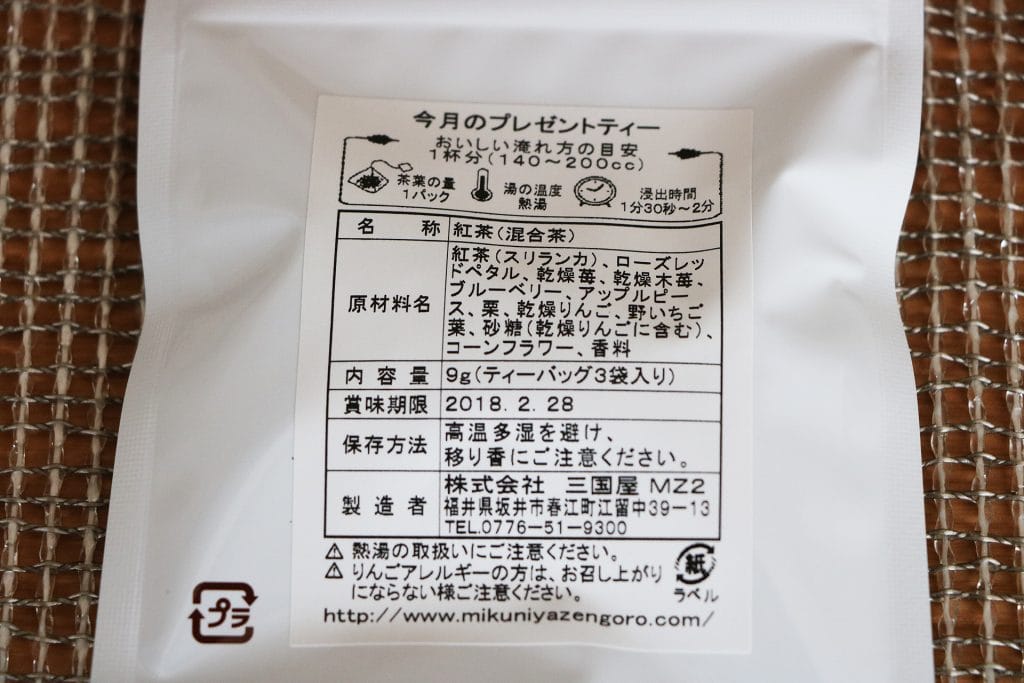 今月のプレゼントティー
おいしい淹れ方の目安
1杯分(140～200cc)
茶葉の量
1パック
湯の温度
熱湯
浸出時間
1分30秒～2分
名 称 紅茶(混合茶)
原材料名 紅茶(スリランカ)、ローズレッ
ドペタル、乾燥苺、乾燥木苺、
ブルーベリー、アップルピー
ス、栗、乾燥りんご、野いちご
葉、砂糖(乾燥りんごに含む)、
コーンフラワー、香料
内 容 量 9g(ティーバッグ3袋入り)
賞味期限 2018. 2. 28
保存方法 高温多湿を避け、
移り香にご注意ください。
製 造 者 株式会社 三国屋 MZ2
福井県坂井市春江町江留中39-13
TEL.0776-51-9300
⚠ 熱湯の取扱いにご注意ください。
⚠ りんごアレルギーの方は、お召し上がり
にならない様ご注意ください。
紙
ラベル
http://www.mikuniyazengoro.com/
プラ